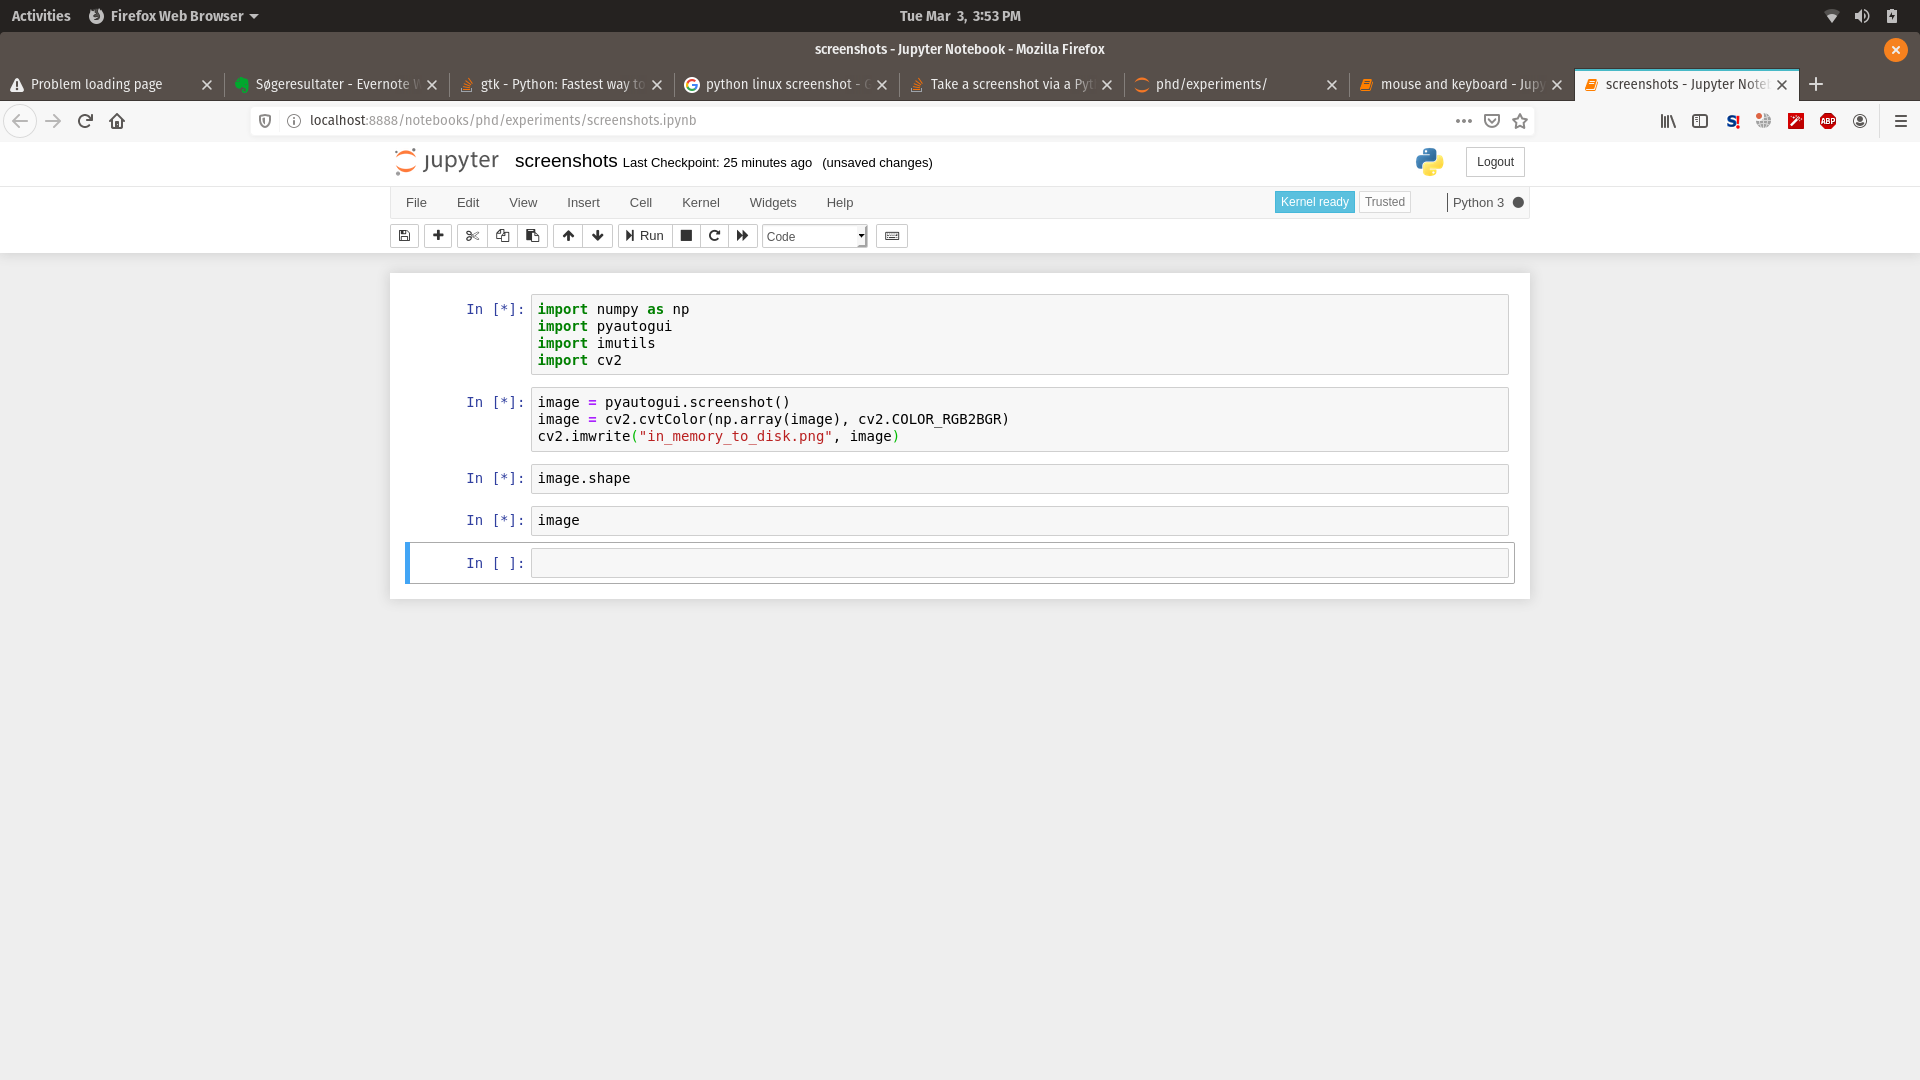 Activities Firefox Web Browser Tue Mar 3, 3:53 PM
screenshots - Jupyter Notebook - Mozilla Firefox
Problem loading page Søgeresultater - Evernote gtk - Python: Fastest way to python linux screenshot - Take a screenshot via a phd/experiments/ mouse and keyboard - screenshots - Jupyter
localhost:8888/notebooks/phd/experiments/screenshots.ipynb ABP
jupyter screenshots Last Checkpoint: 25 minutes ago (unsaved changes) Logout
File Edit View Insert Cell Kernel Widgets Help Kernel ready Trusted Python 3
Run Code
In [*]: import numpy as np
import pyautogui
import imutils
import cv2
In [*]: image = pyautogui.screenshot()
image = cv2.cvtColor(np.array(image), cv2.COLOR_RGB2BGR)
cv2.imwrite("in_memory_to_disk.png", image)
In [*]: image.shape
In [*]: image
In [ ]: